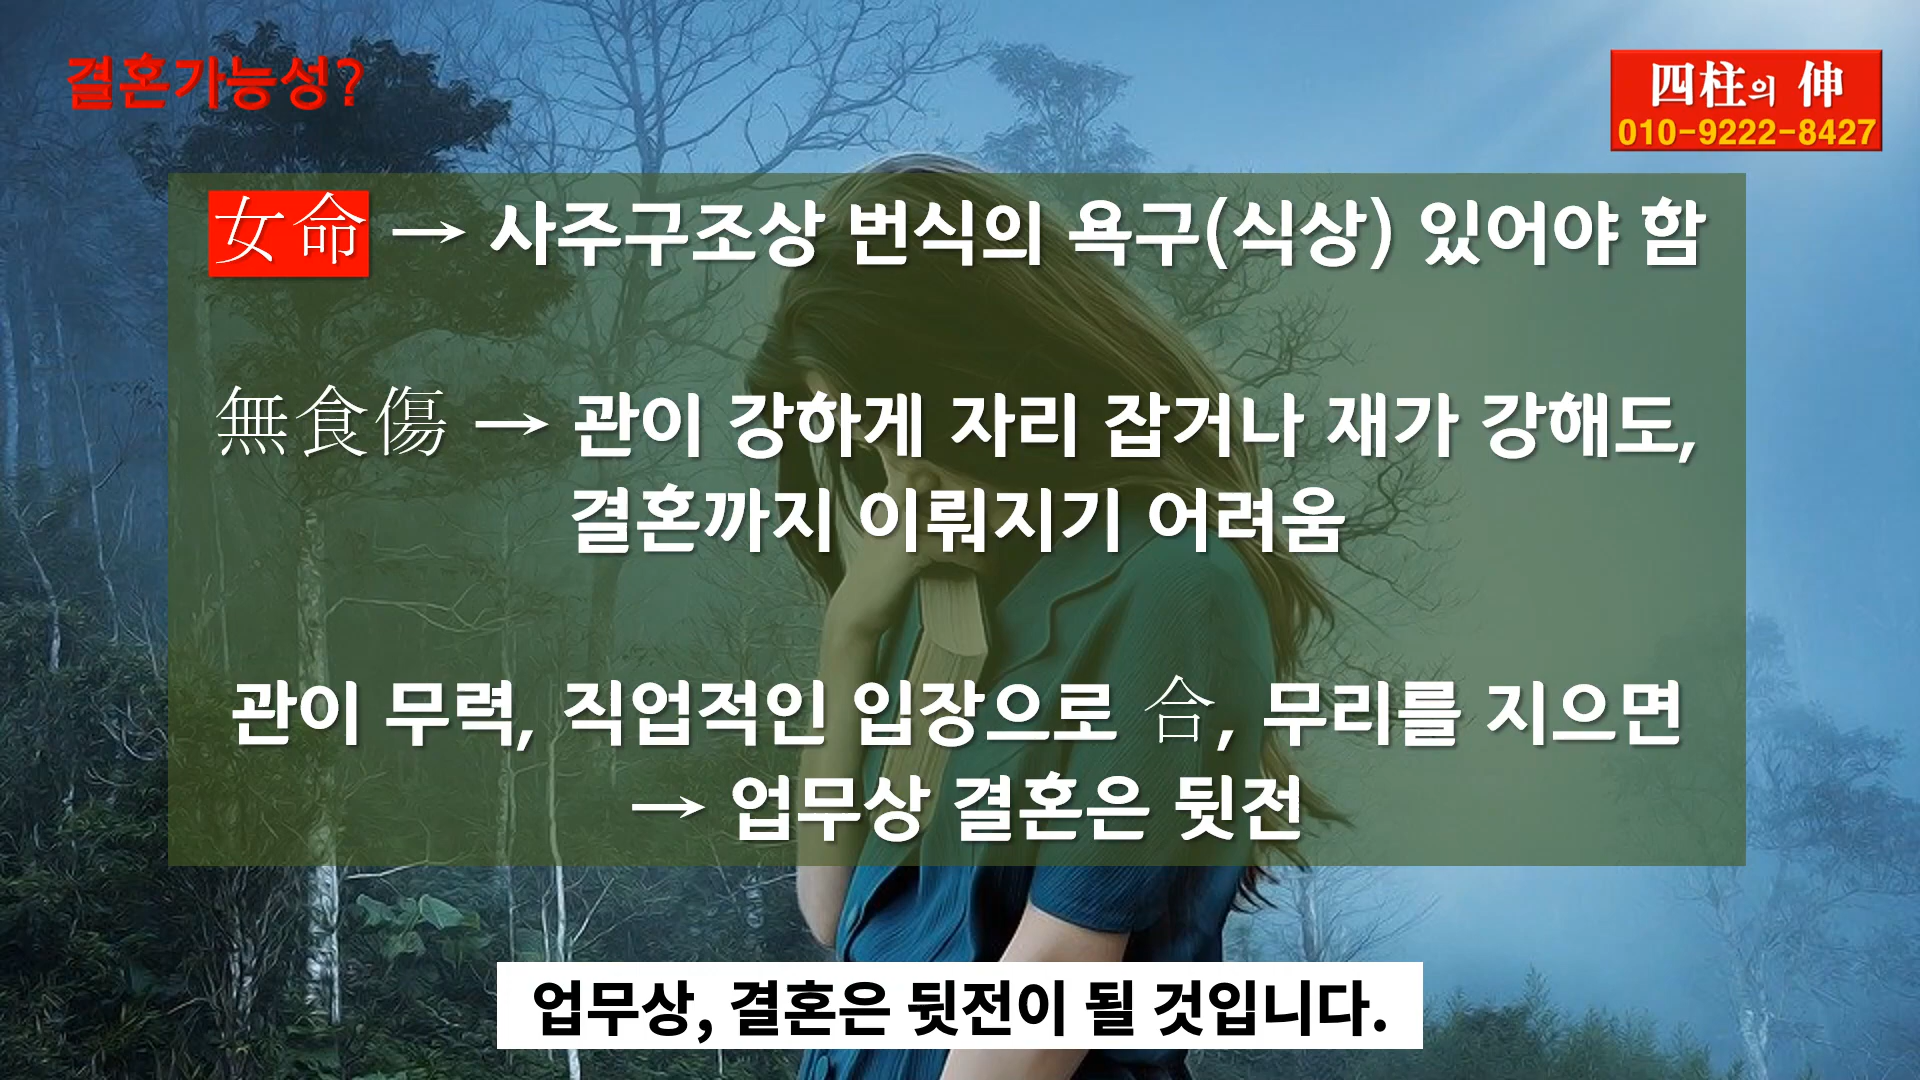 결혼가능성?
四柱의 伸
010-9222-8427
女命 → 사주구조상 번식의 욕구(식상) 있어야 함
無食傷 → 관이 강하게 자리 잡거나 재가 강해도,
결혼까지 이뤄지기 어려움
관이 무력, 직업적인 입장으로 合, 무리를 지으면
→ 업무상 결혼은 뒷전
업무상, 결혼은 뒷전이 될 것입니다.